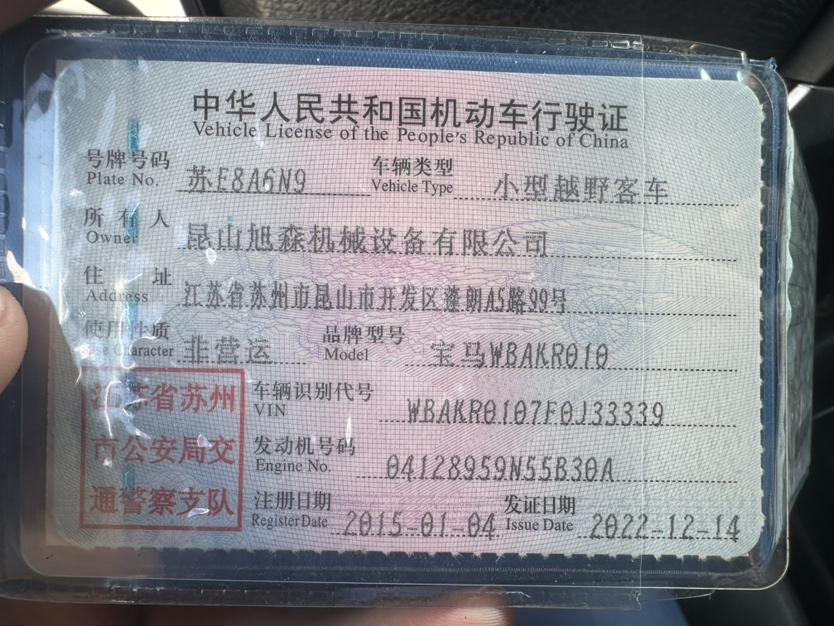 中华人民共和国机动车行驶证
Vehicle License of the People's Republic of China
号牌号码 苏E8A6N9 车辆类型 小型越野客车
Plate No. Vehicle Type
所有人 昆山旭森机械设备有限公司
Owner
住址 江苏省苏州市昆山市开发区蓬朗A5路99号
Address
使用性质 非营运 品牌型号 宝马WBAKR010
Use Character Model
车辆识别代号 WBAKR0107F0J33339
VIN
发动机号码 04128959N55B30A
Engine No.
注册日期 2015-01-04 发证日期 2022-12-14
Register Date Issue Date
江苏省苏州
市公安局交
通警察支队